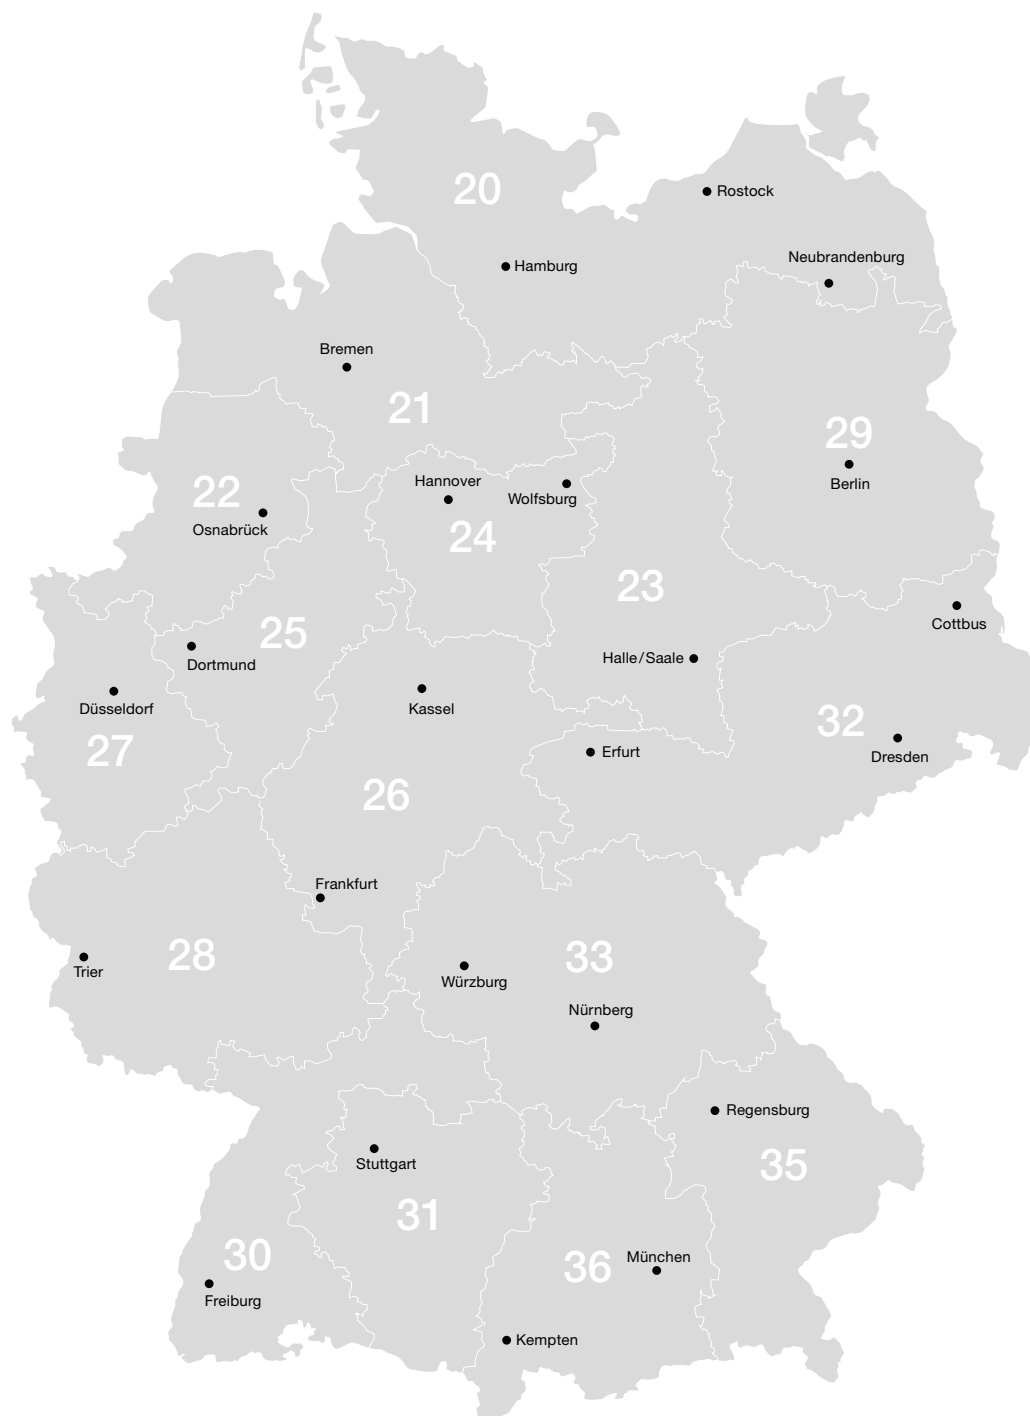 20
Rostock
Neubrandenburg
Hamburg
Bremen
21
29
Berlin
Hannover
Wolfsburg
22
Osnabrück
24
23
Cottbus
25
Dortmund
Halle/Saale
Düsseldorf
Kassel
32
27
Erfurt
Dresden
26
Frankfurt
28
33
Trier
Würzburg
Nürnberg
Regensburg
Stuttgart
35
31
30
36
München
Freiburg
Kempten